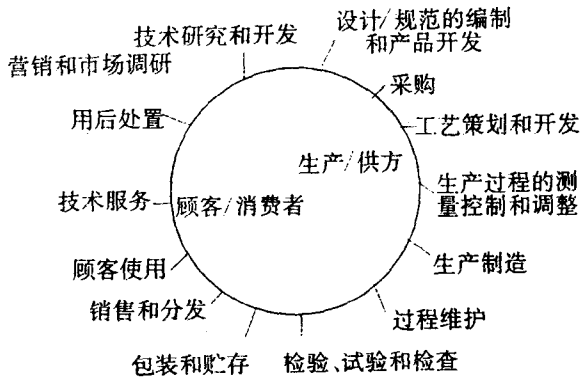 设计/规范的编制
和产品开发
技术研究和开发
营销和市场调研
采购
用后处置
工艺策划和开发
生产/供方
生产过程的测
量控制和调整
技术服务
顾客/消费者
生产制造
顾客使用
销售和分发
过程维护
包装和贮存
检验、试验和检查